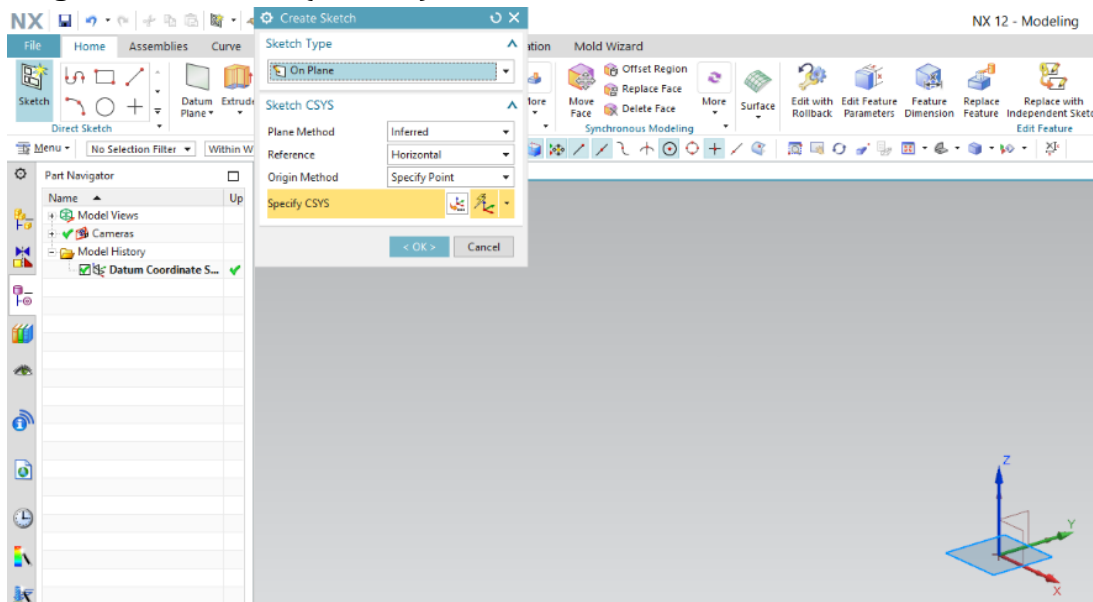 NX
Create Sketch
NX 12 - Modeling
File
Home
Assemblies
Curve
Mold Wizard
Sketch
Datum
Plane
Direct Sketch
Sketch Type
On Plane
Sketch CSYS
Plane Method
Inferred
Reference
Horizontal
Origin Method
Specify Point
Specify CSYS
< OK >
Cancel
Move
Face
Offset Region
Replace Face
Delete Face
More
Surface
Synchronous Modeling
Edit with
Rollback
Edit Feature
Parameters
Feature
Dimension
Replace
Feature
Replace with
Edit Feature
Menu
No Selection Filter
Part Navigator
Name
Up
Model Views
Cameras
Model History
Datum Coordinate S...
Z
Y
X